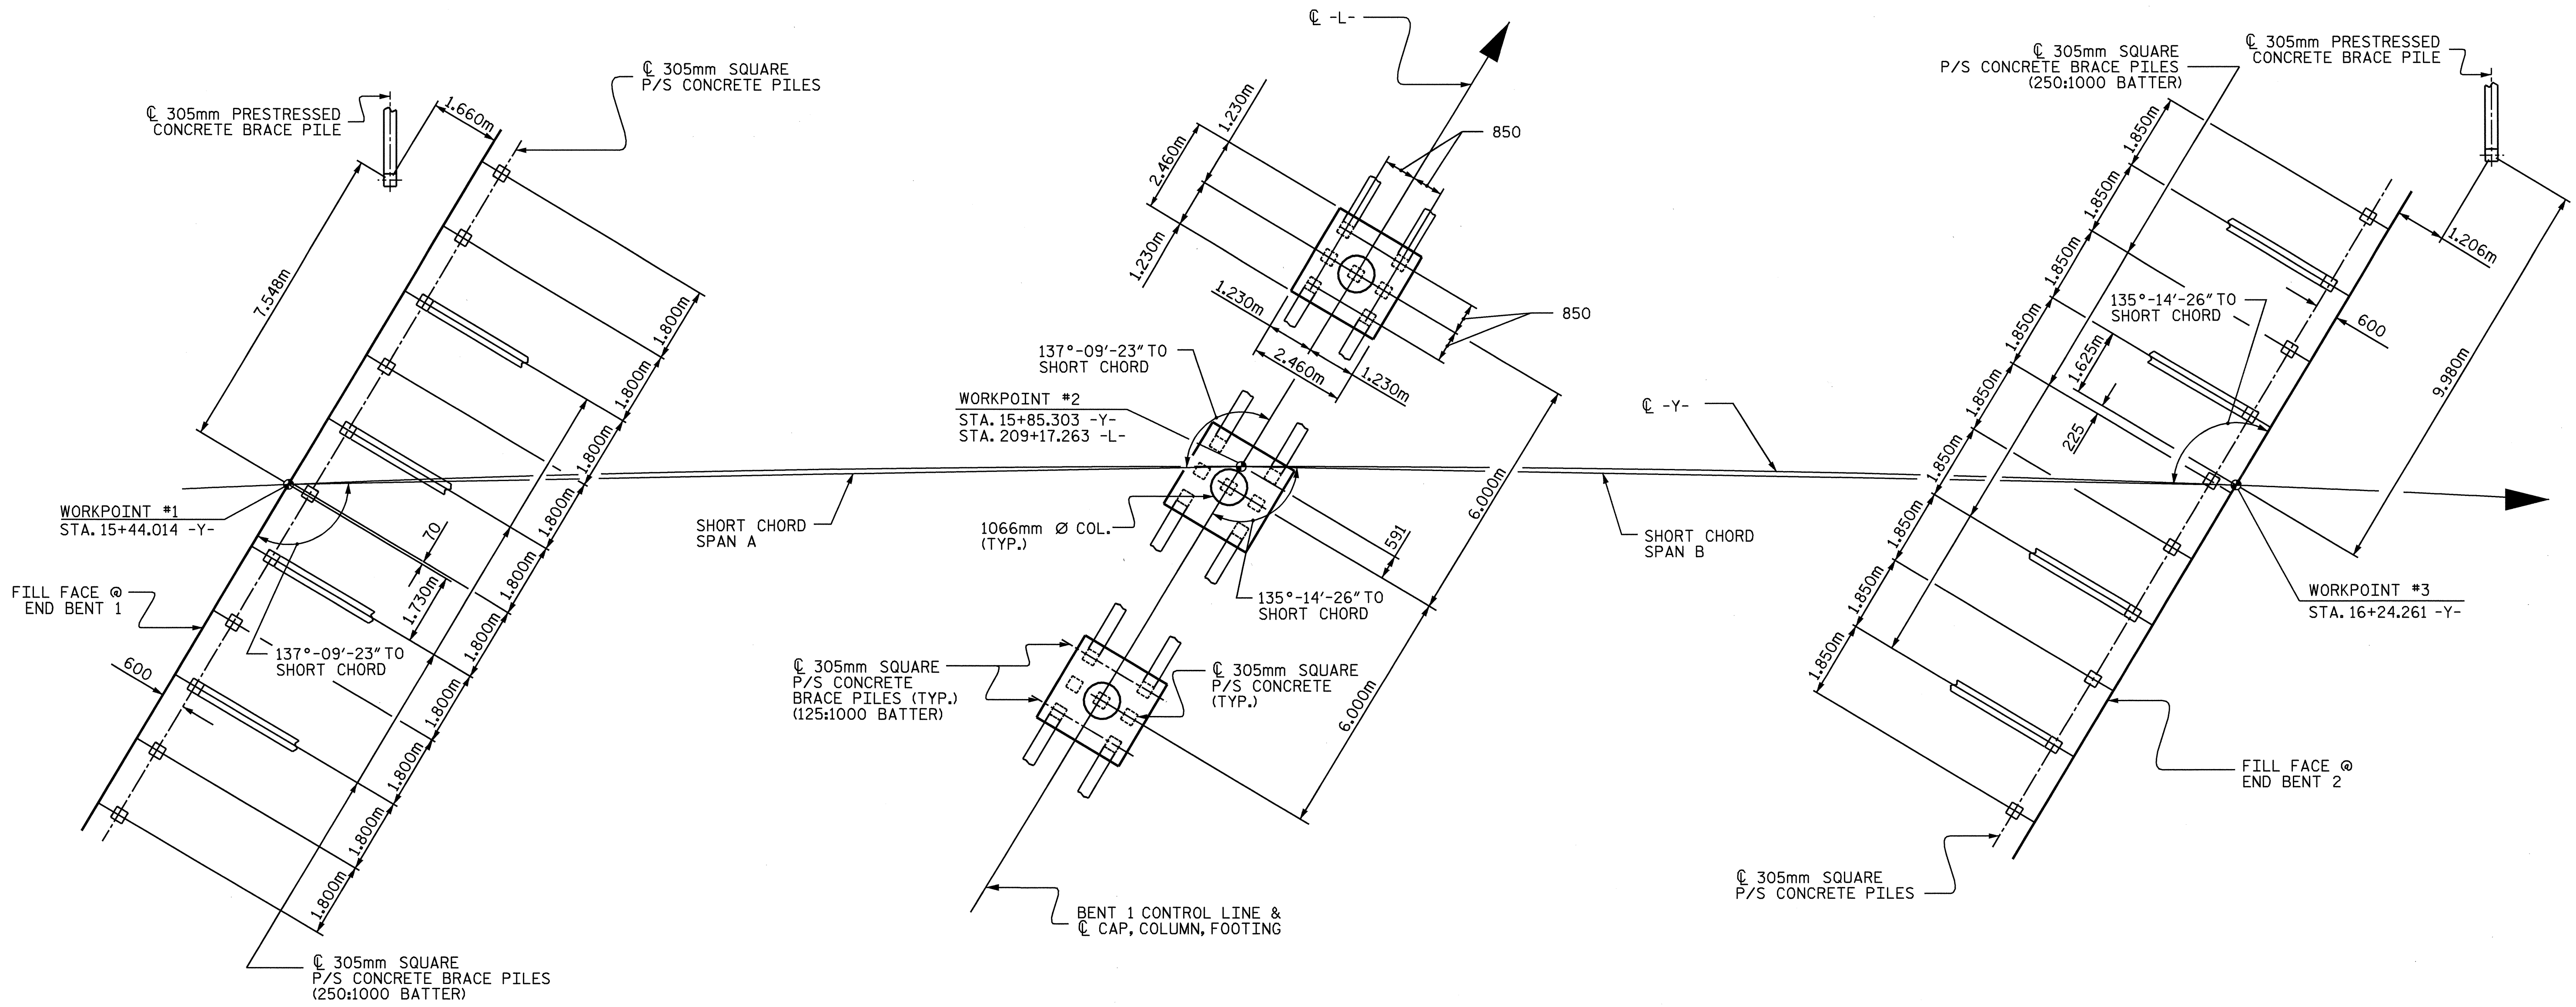 ℄ -L-
℄ 305mm SQUARE
P/S CONCRETE PILES
℄ 305mm PRESTRESSED
CONCRETE BRACE PILE
1.660m
7.548m
1.800m
1.800m
1.800m
1.800m
1.800m
1.800m
1.800m
1.800m
1.800m
1.800m
WORKPOINT #1
STA. 15+44.014 -Y-
70
1.730m
FILL FACE @
END BENT 1
600
137°-09'-23" TO
SHORT CHORD
℄ 305mm SQUARE
P/S CONCRETE BRACE PILES
(250:1000 BATTER)
SHORT CHORD
SPAN A
1.230m
2.460m
1.230m
850
850
1.230m
2.460m
1.230m
137°-09'-23" TO
SHORT CHORD
WORKPOINT #2
STA. 15+85.303 -Y-
STA. 209+17.263 -L-
1066mm Ø COL.
(TYP.)
6.000m
591
135°-14'-26" TO
SHORT CHORD
6.000m
℄ 305mm SQUARE
P/S CONCRETE
BRACE PILES (TYP.)
(125:1000 BATTER)
℄ 305mm SQUARE
P/S CONCRETE
(TYP.)
BENT 1 CONTROL LINE &
℄ CAP, COLUMN, FOOTING
℄ -Y-
SHORT CHORD
SPAN B
℄ 305mm SQUARE
P/S CONCRETE BRACE PILES
(250:1000 BATTER)
℄ 305mm PRESTRESSED
CONCRETE BRACE PILE
1.850m
1.850m
1.850m
1.850m
1.850m
1.850m
1.850m
1.850m
1.850m
1.206m
135°-14'-26" TO
SHORT CHORD
600
1.625m
225
9.980m
WORKPOINT #3
STA. 16+24.261 -Y-
FILL FACE @
END BENT 2
℄ 305mm SQUARE
P/S CONCRETE PILES